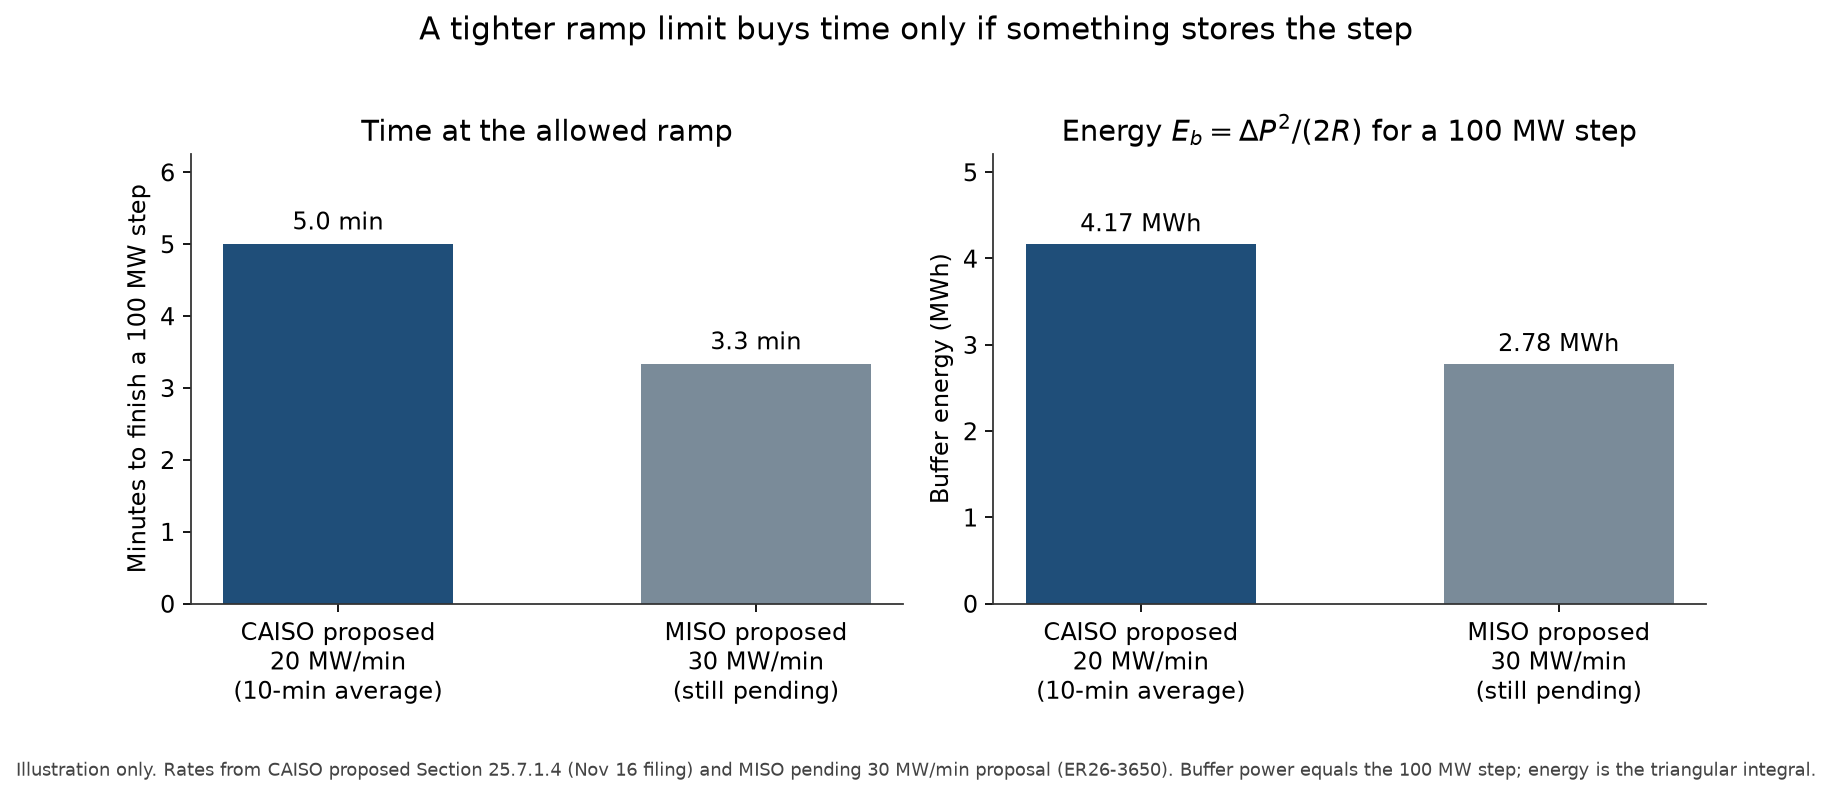 A tighter ramp limit buys time only if something stores the step
Time at the allowed ramp
Minutes to finish a 100 MW step
6
5
4
3
2
1
0
5.0 min
3.3 min
CAISO proposed
20 MW/min
(10-min average)
MISO proposed
30 MW/min
(still pending)
Energy E_b = ΔP²/(2R) for a 100 MW step
Buffer energy (MWh)
5
4
3
2
1
0
4.17 MWh
2.78 MWh
CAISO proposed
20 MW/min
(10-min average)
MISO proposed
30 MW/min
(still pending)
Illustration only. Rates from CAISO proposed Section 25.7.1.4 (Nov 16 filing) and MISO pending 30 MW/min proposal (ER26-3650). Buffer power equals the 100 MW step; energy is the triangular integral.